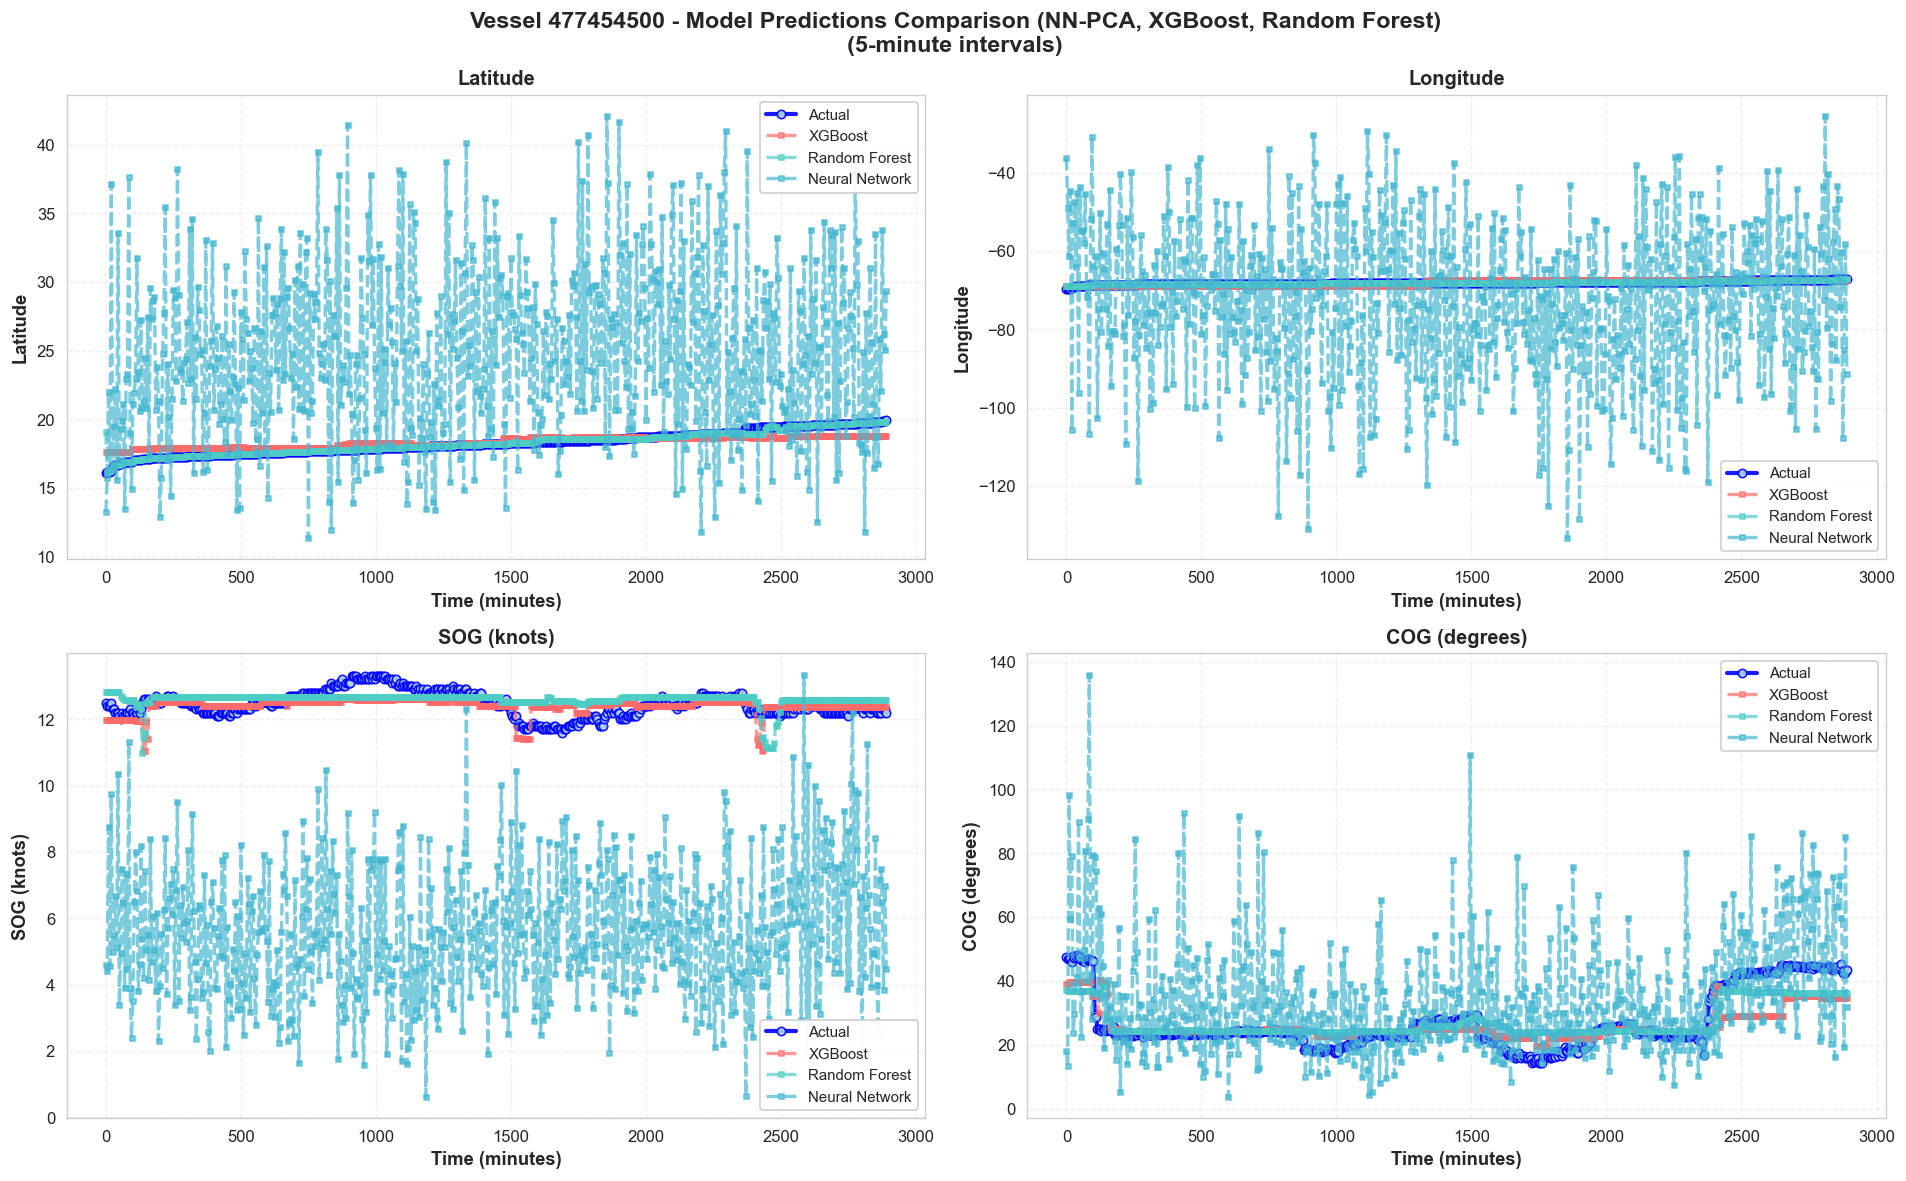 Vessel 477454500 - Model Predictions Comparison (NN-PCA, XGBoost, Random Forest)
(5-minute intervals)
Latitude
Latitude
40
35
30
25
20
15
10
0 500 1000 1500 2000 2500 3000
Time (minutes)
Actual
XGBoost
Random Forest
Neural Network
Longitude
Longitude
−40
−60
−80
−100
−120
0 500 1000 1500 2000 2500 3000
Time (minutes)
Actual
XGBoost
Random Forest
Neural Network
SOG (knots)
SOG (knots)
12
10
8
6
4
2
0
0 500 1000 1500 2000 2500 3000
Time (minutes)
Actual
XGBoost
Random Forest
Neural Network
COG (degrees)
COG (degrees)
140
120
100
80
60
40
20
0
0 500 1000 1500 2000 2500 3000
Time (minutes)
Actual
XGBoost
Random Forest
Neural Network